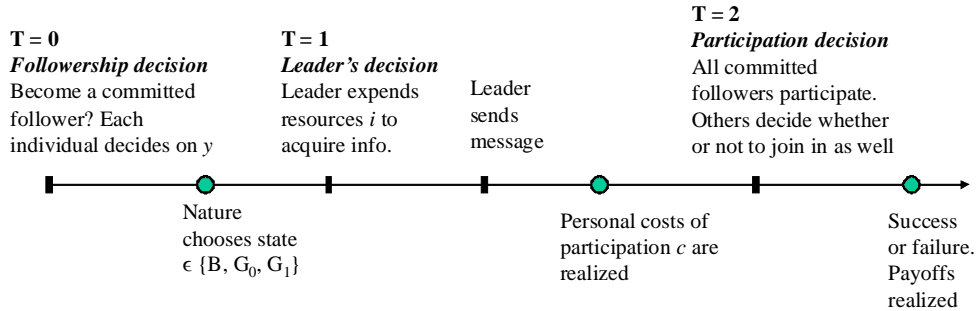 T = 0
Followership decision
Become a committed
follower? Each
individual decides on y
T = 1
Leader's decision
Leader expends
resources i to
acquire info.
Leader
sends
message
T = 2
Participation decision
All committed
followers participate.
Others decide whether
or not to join in as well
Nature
chooses state
ϵ {B, G₀, G₁}
Personal costs of
participation c are
realized
Success
or failure.
Payoffs
realized